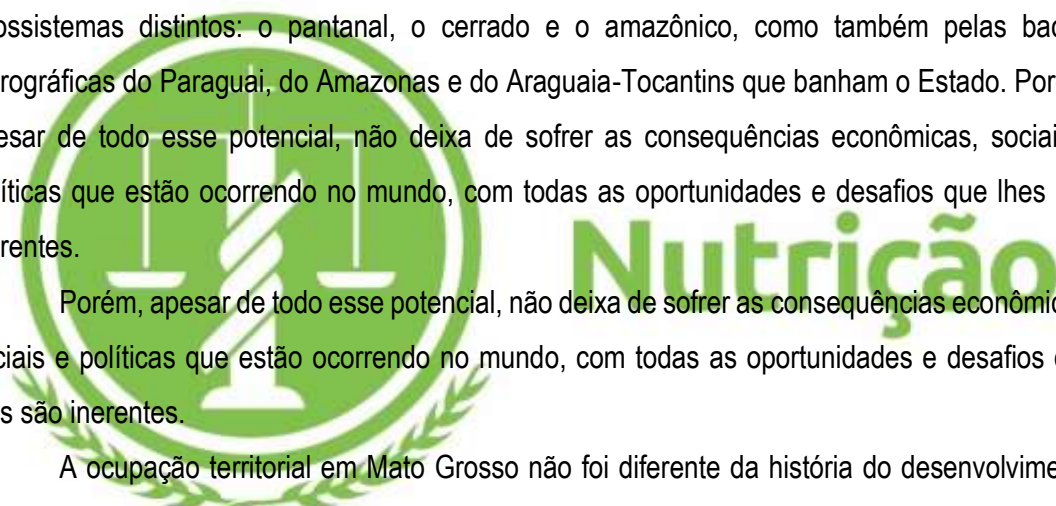 ossistemas distintos: o pantanal, o cerrado e o amazônico, como também pelas bac
rográficas do Paraguai, do Amazonas e do Araguaia-Tocantins que banham o Estado. Por
esar de todo esse potencial, não deixa de sofrer as consequências econômicas, sociai
íticas que estão ocorrendo no mundo, com todas as oportunidades e desafios que lhes
rentes.
Nutrição
Porém, apesar de todo esse potencial, não deixa de sofrer as consequências econômic
ciais e políticas que estão ocorrendo no mundo, com todas as oportunidades e desafios
s são inerentes.
A ocupação territorial em Mato Grosso não foi diferente da história do desenvolvime